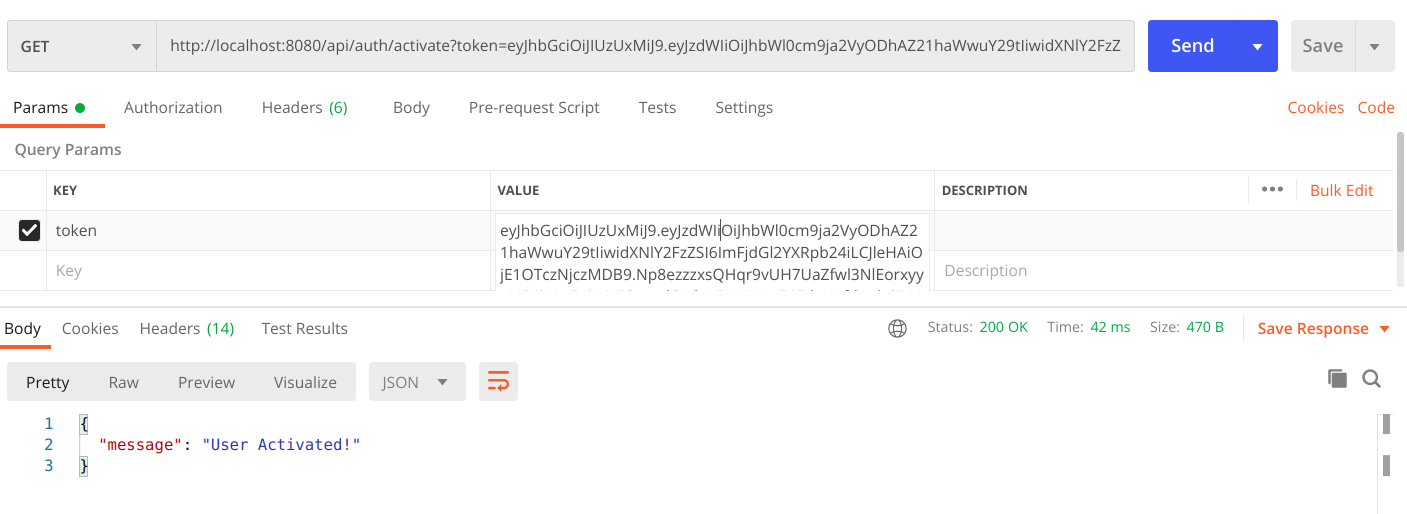 GET
http://localhost:8080/api/auth/activate?token=eyJhbGciOiJIUzUxMiJ9.eyJzdWIiOiJhbWl0cm9ja2VyODhAZ21haWwuY29tIiwidXNlY2FzZ
Send
Save
Params
Authorization
Headers (6)
Body
Pre-request Script
Tests
Settings
Cookies
Code
Query Params
KEY
VALUE
DESCRIPTION
Bulk Edit
token
eyJhbGciOiJIUzUxMiJ9.eyJzdWIiOiJhbWl0cm9ja2VyODhAZ2
1haWwuY29tIiwidXNlY2FzZSI6ImFjdGl2YXRpb24iLCJleHAiO
jE1OTczNjczMDB9.Np8ezzzxsQHqr9vUH7UaZfwl3NlEorxyy
Key
Description
Body
Cookies
Headers (14)
Test Results
Status: 200 OK
Time: 42 ms
Size: 470 B
Save Response
Pretty
Raw
Preview
Visualize
JSON
1 {
2 "message": "User Activated!"
3 }